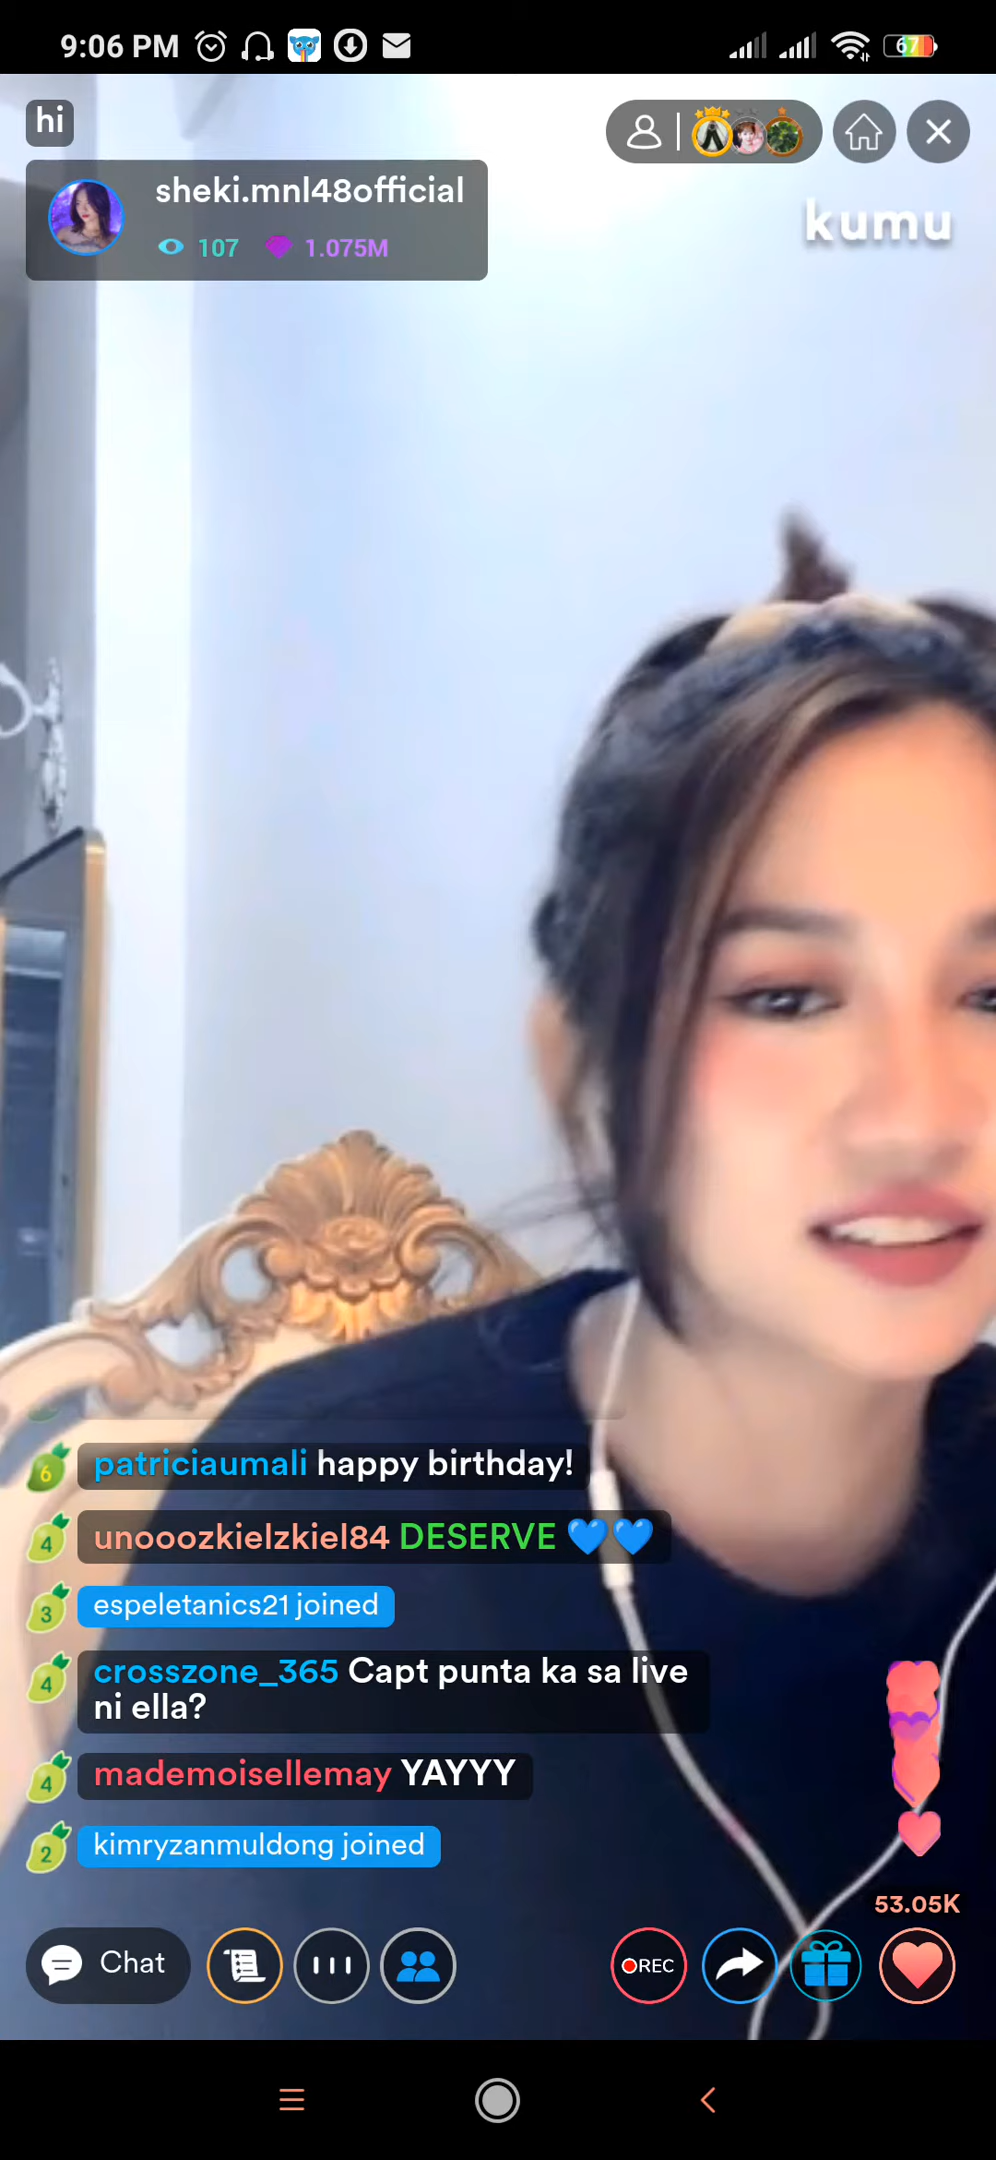 9:06 PM
67
hi
sheki.mnl48official
107 1.075M
kumu
6 patriciaumali happy birthday!
4 unooozkielzkiel84 DESERVE 💙💙
3 espeletanics21 joined
4 crosszone_365 Capt punta ka sa live
ni ella?
4 mademoisellemay YAYYY
2 kimryzanmuldong joined
53.05K
Chat
REC